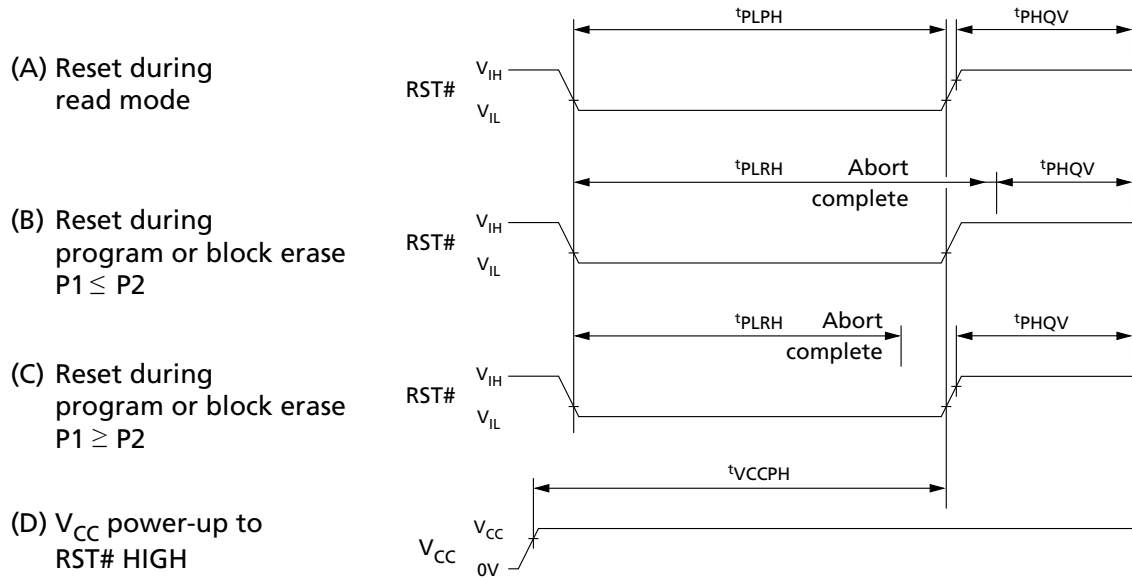 tPLPH
tPHQV
(A) Reset during
read mode
RST#
VIH
VIL
tPLRH
Abort
complete
tPHQV
(B) Reset during
program or block erase
P1 ≤ P2
RST#
VIH
VIL
tPLRH
Abort
complete
tPHQV
(C) Reset during
program or block erase
P1 ≥ P2
RST#
VIH
VIL
tVCCPH
(D) VCC power-up to
RST# HIGH
VCC
VCC
0V